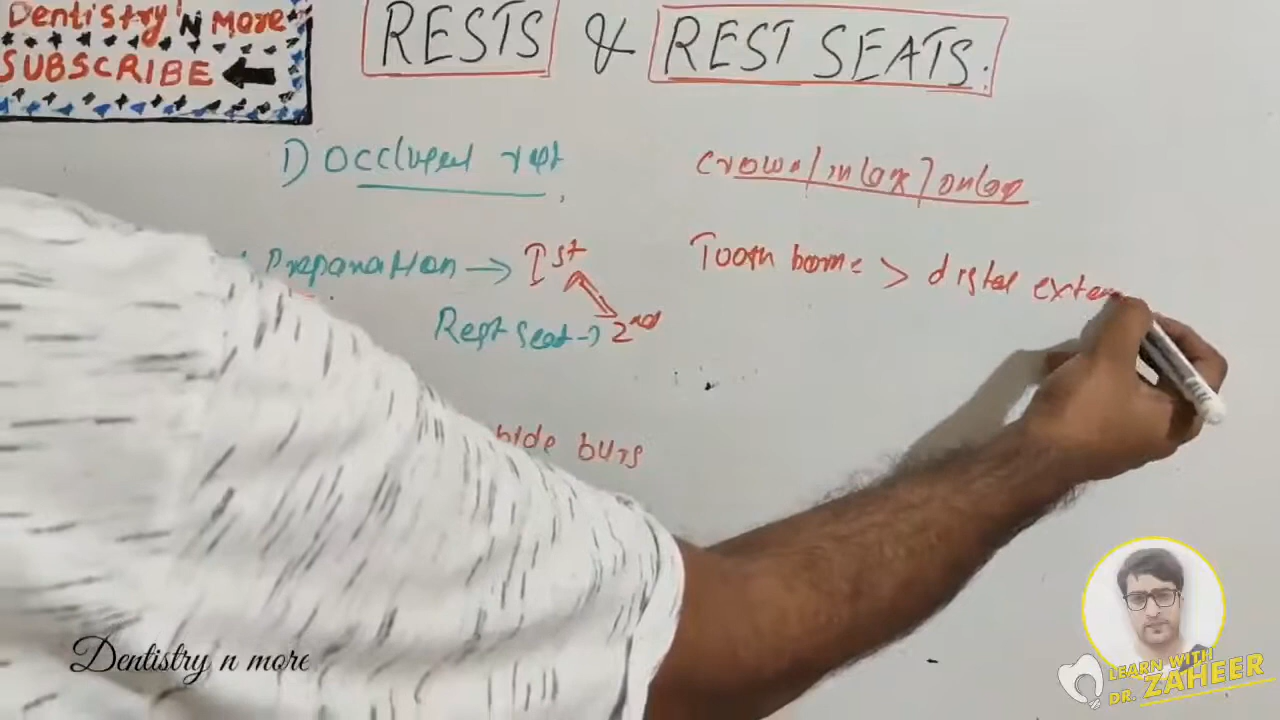 Dentistry 'N More
SUBSCRIBE
RESTS & REST SEATS.
1) Occlusal rest
crown/inlay/onlay
Preparation → Ist
Rest seat → 2nd
Tooth borne > distal exten
bide burs
Dentistry n more
LEARN WITH
DR. ZAHEER